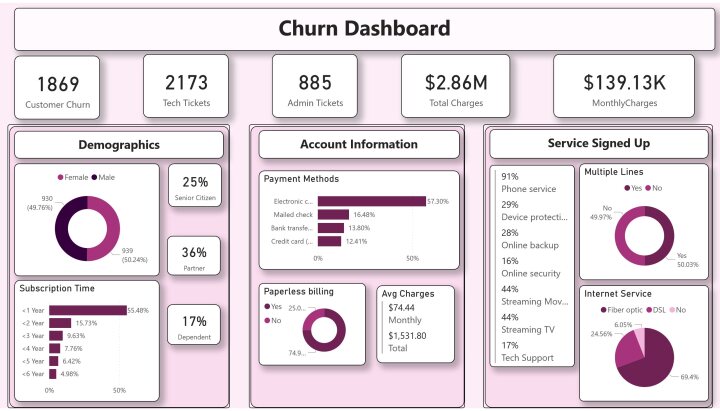 Churn Dashboard
1869
Customer Churn
2173
Tech Tickets
885
Admin Tickets
$2.86M
Total Charges
$139.13K
MonthlyCharges
Demographics
Female Male
930
(49.76%)
939
(50.24%)
25%
Senior Citizen
36%
Partner
17%
Dependent
Subscription Time
<1 Year 55.48%
<2 Year 15.73%
<3 Year 9.63%
<4 Year 7.76%
<5 Year 6.42%
<6 Year 4.98%
0% 50%
Account Information
Payment Methods
Electronic c... 57.30%
Mailed check 16.48%
Bank transfe... 13.80%
Credit card (... 12.41%
0% 50%
Paperless billing
Yes
No
25.0...
74.9...
Avg Charges
$74.44
Monthly
$1,531.80
Total
Service Signed Up
91%
Phone service
29%
Device protecti...
28%
Online backup
16%
Online security
44%
Streaming Mov...
44%
Streaming TV
17%
Tech Support
Multiple Lines
Yes No
No
49.97%
Yes
50.03%
Internet Service
Fiber optic DSL No
6.05%
24.56%
69.4%